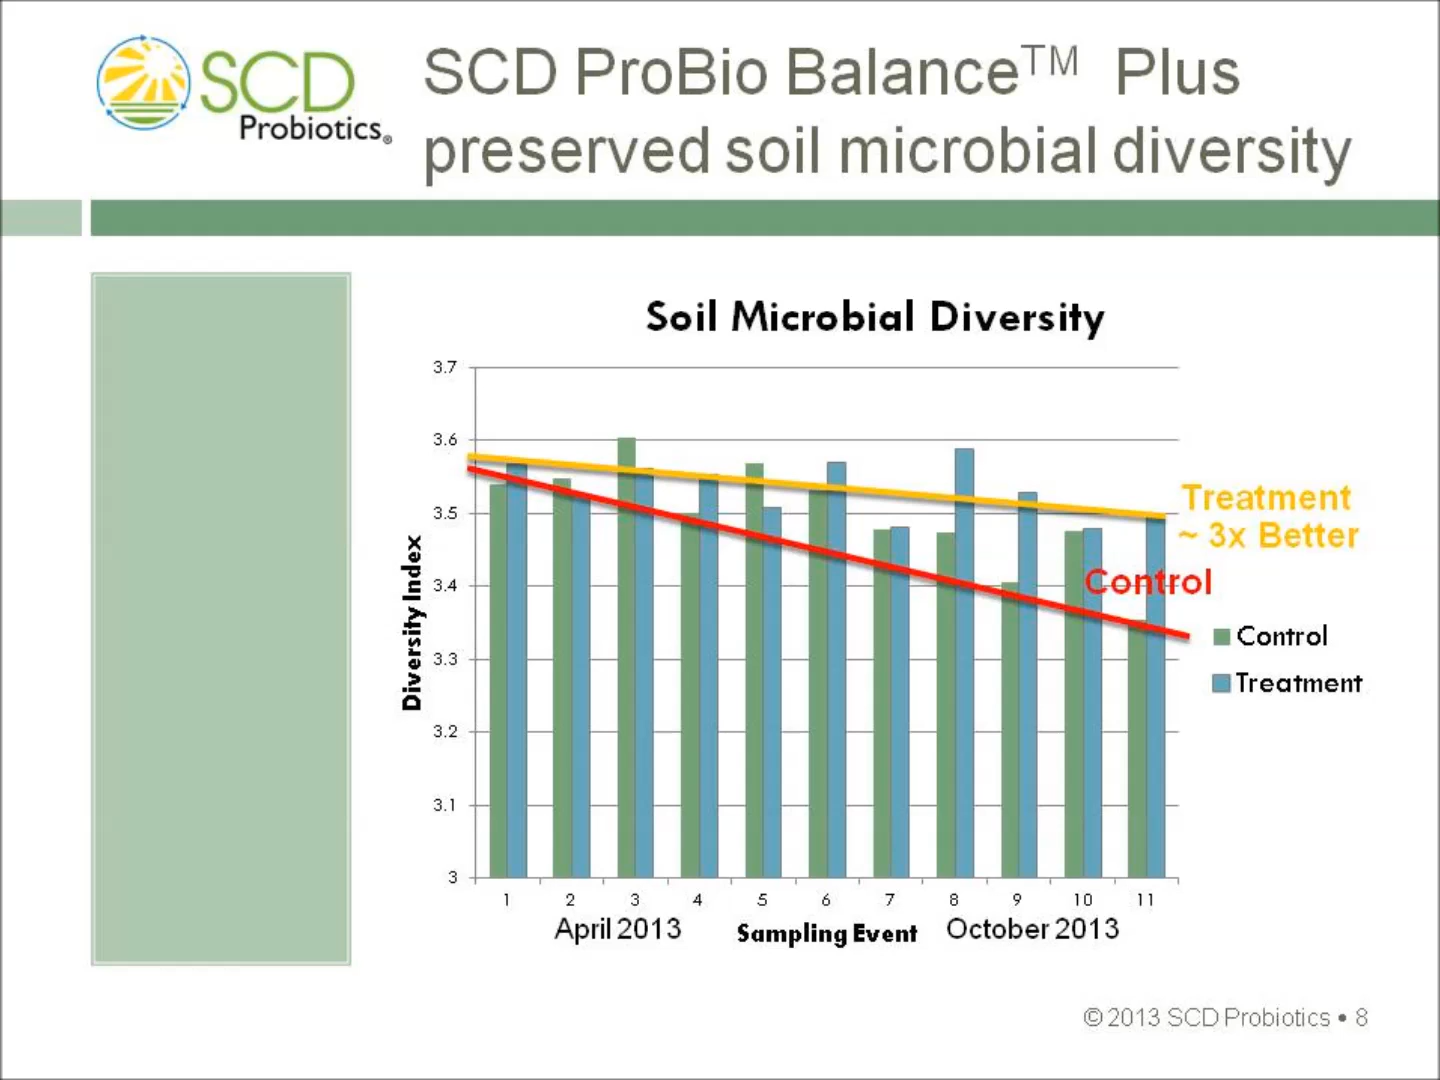 SCD
Probiotics®
SCD ProBio Balance™ Plus
preserved soil microbial diversity
Soil Microbial Diversity
3.7
3.6
3.5
3.4
3.3
3.2
3.1
3
Diversity Index
1 2 3 4 5 6 7 8 9 10 11
April 2013 Sampling Event October 2013
Treatment
~ 3x Better
Control
Control
Treatment
© 2013 SCD Probiotics • 8